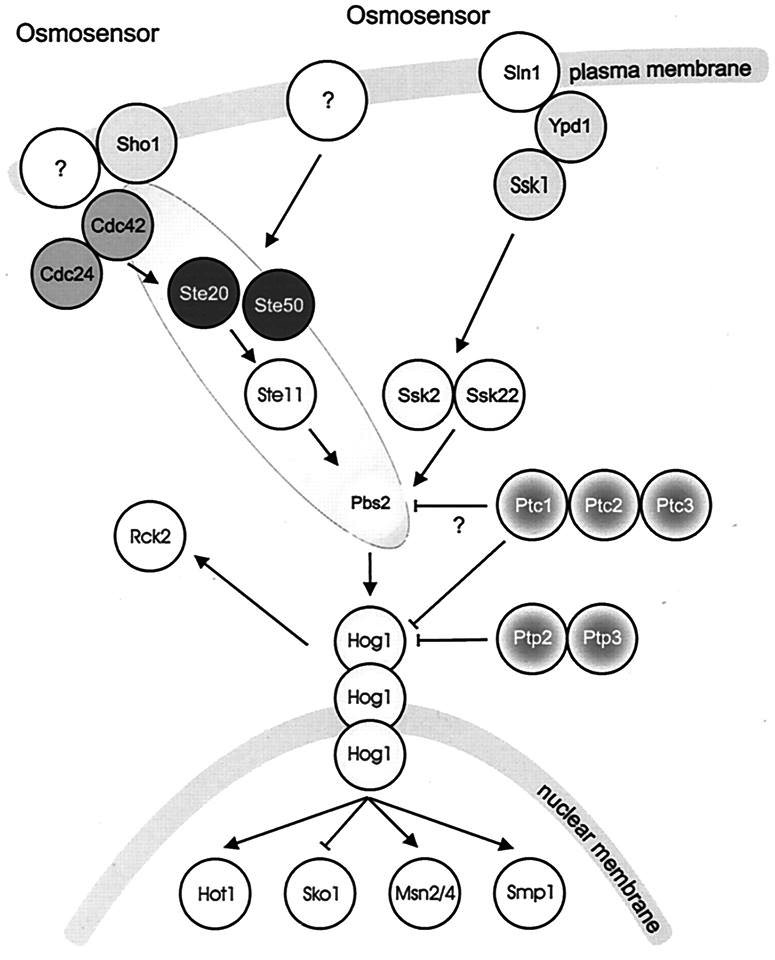 Osmosensor
Osmosensor
Sln1
plasma membrane
?
Ypd1
Sho1
?
Ssk1
Cdc42
Cdc24
Ste20
Ste50
Ste11
Ssk2
Ssk22
Pbs2
Ptc1
Ptc2
Ptc3
?
Rck2
Hog1
Ptp2
Ptp3
Hog1
Hog1
nuclear membrane
Hot1
Sko1
Msn2/4
Smp1